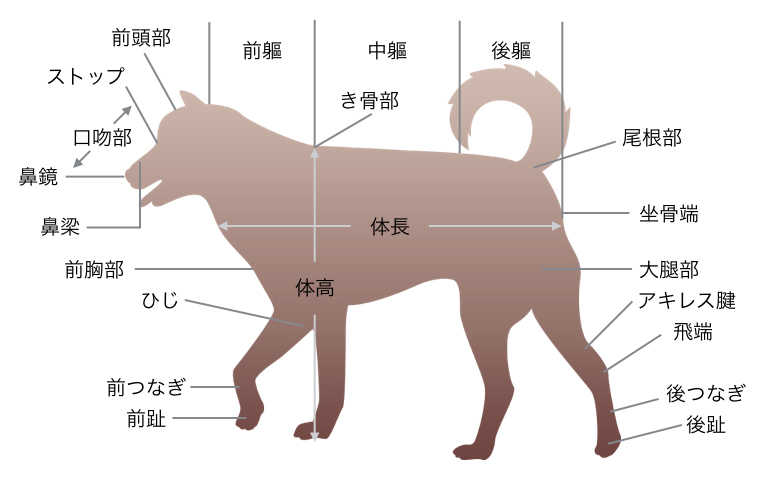 前頭部
前軀
中軀
後軀
ストップ
き骨部
口吻部
尾根部
鼻鏡
坐骨端
鼻梁
体長
前胸部
大腿部
体高
ひじ
アキレス腱
飛端
前つなぎ
後つなぎ
前趾
後趾